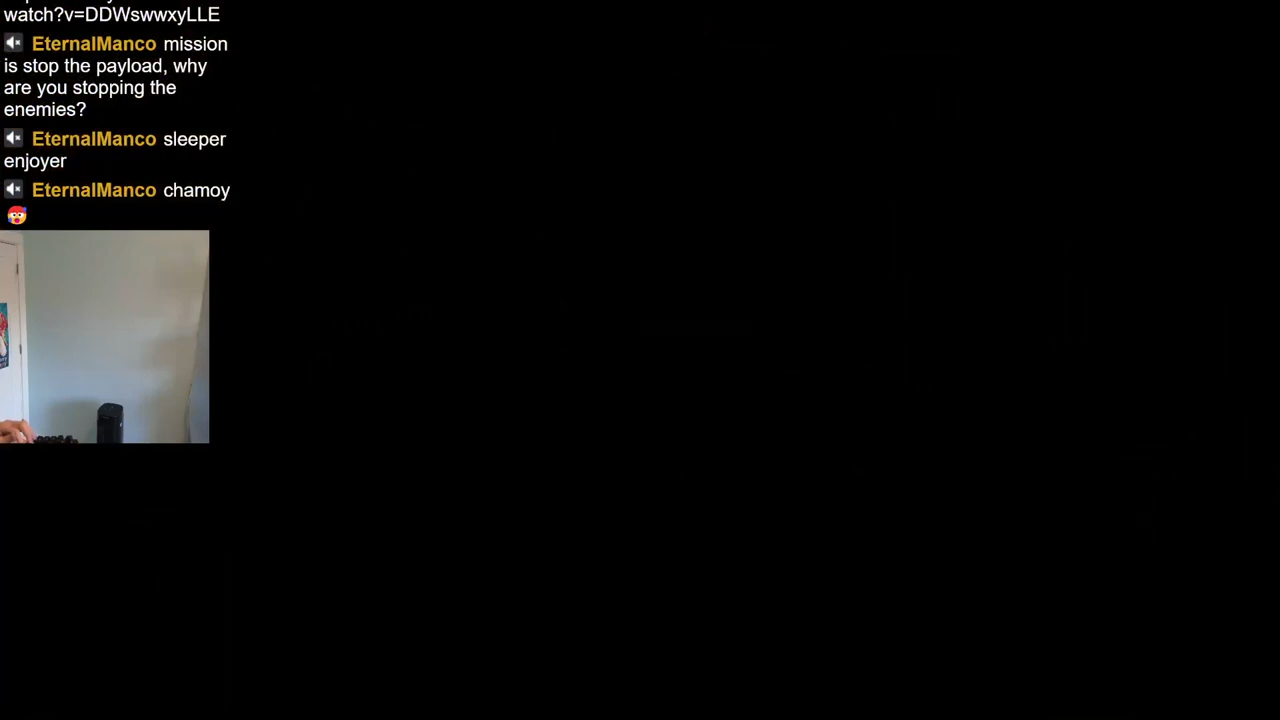 watch?v=DDWswwxyLLE
EternalManco mission
is stop the payload, why
are you stopping the
enemies?
EternalManco sleeper
enjoyer
EternalManco chamoy